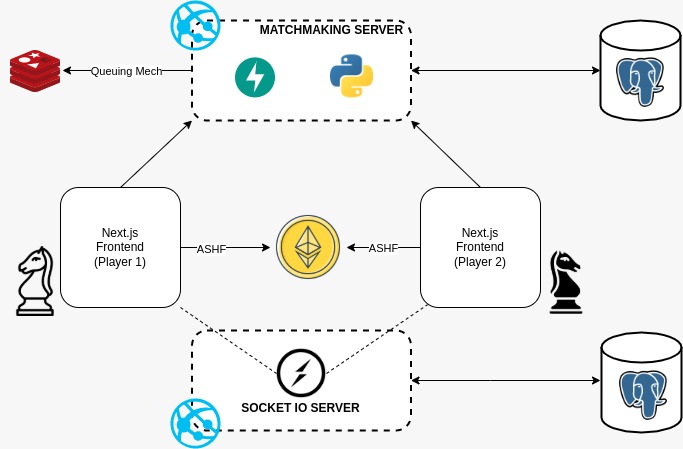 MATCHMAKING SERVER
Queuing Mech
Next.js
Frontend
(Player 1)
ASHF
ASHF
Next.js
Frontend
(Player 2)
SOCKET IO SERVER